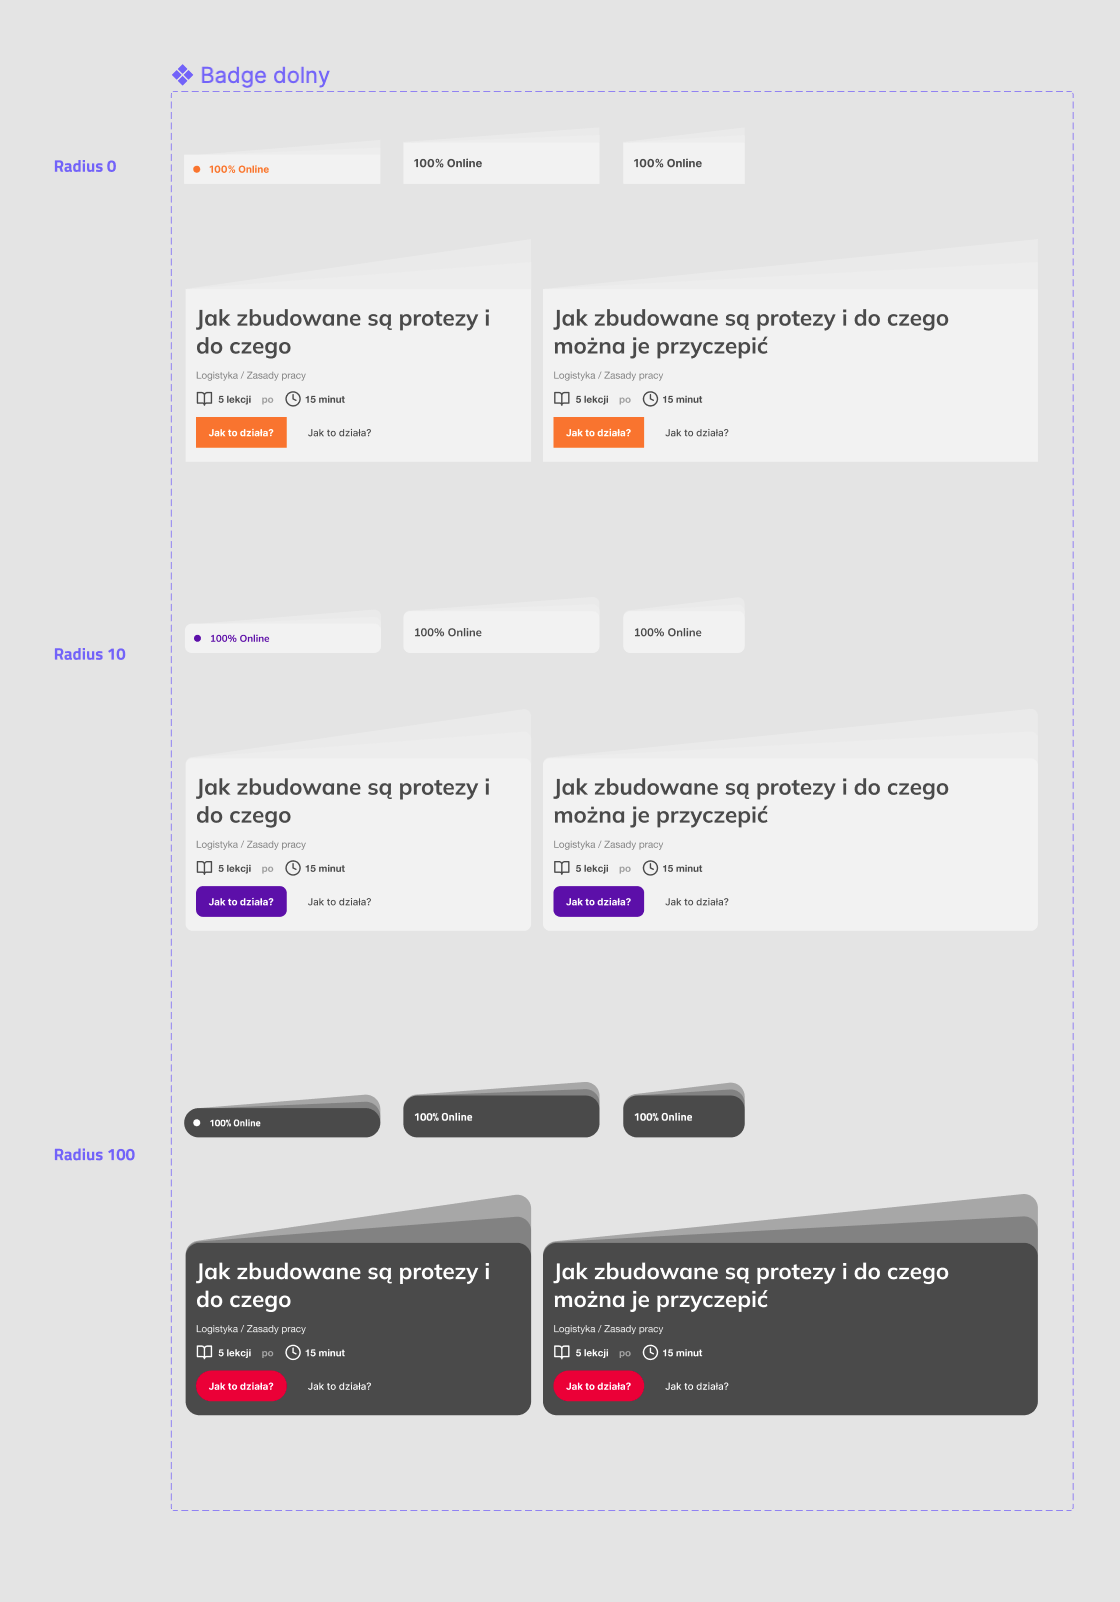 Badge dolny
Radius 0
100% Online
100% Online
100% Online
Jak zbudowane są protezy i
do czego
Logistyka / Zasady pracy
5 lekcji po 15 minut
Jak to działa? Jak to działa?
Jak zbudowane są protezy i do czego
można je przyczepić
Logistyka / Zasady pracy
5 lekcji po 15 minut
Jak to działa? Jak to działa?
Radius 10
100% Online
100% Online
100% Online
Jak zbudowane są protezy i
do czego
Logistyka / Zasady pracy
5 lekcji po 15 minut
Jak to działa? Jak to działa?
Jak zbudowane są protezy i do czego
można je przyczepić
Logistyka / Zasady pracy
5 lekcji po 15 minut
Jak to działa? Jak to działa?
Radius 100
100% Online
100% Online
100% Online
Jak zbudowane są protezy i
do czego
Logistyka / Zasady pracy
5 lekcji po 15 minut
Jak to działa? Jak to działa?
Jak zbudowane są protezy i do czego
można je przyczepić
Logistyka / Zasady pracy
5 lekcji po 15 minut
Jak to działa? Jak to działa?